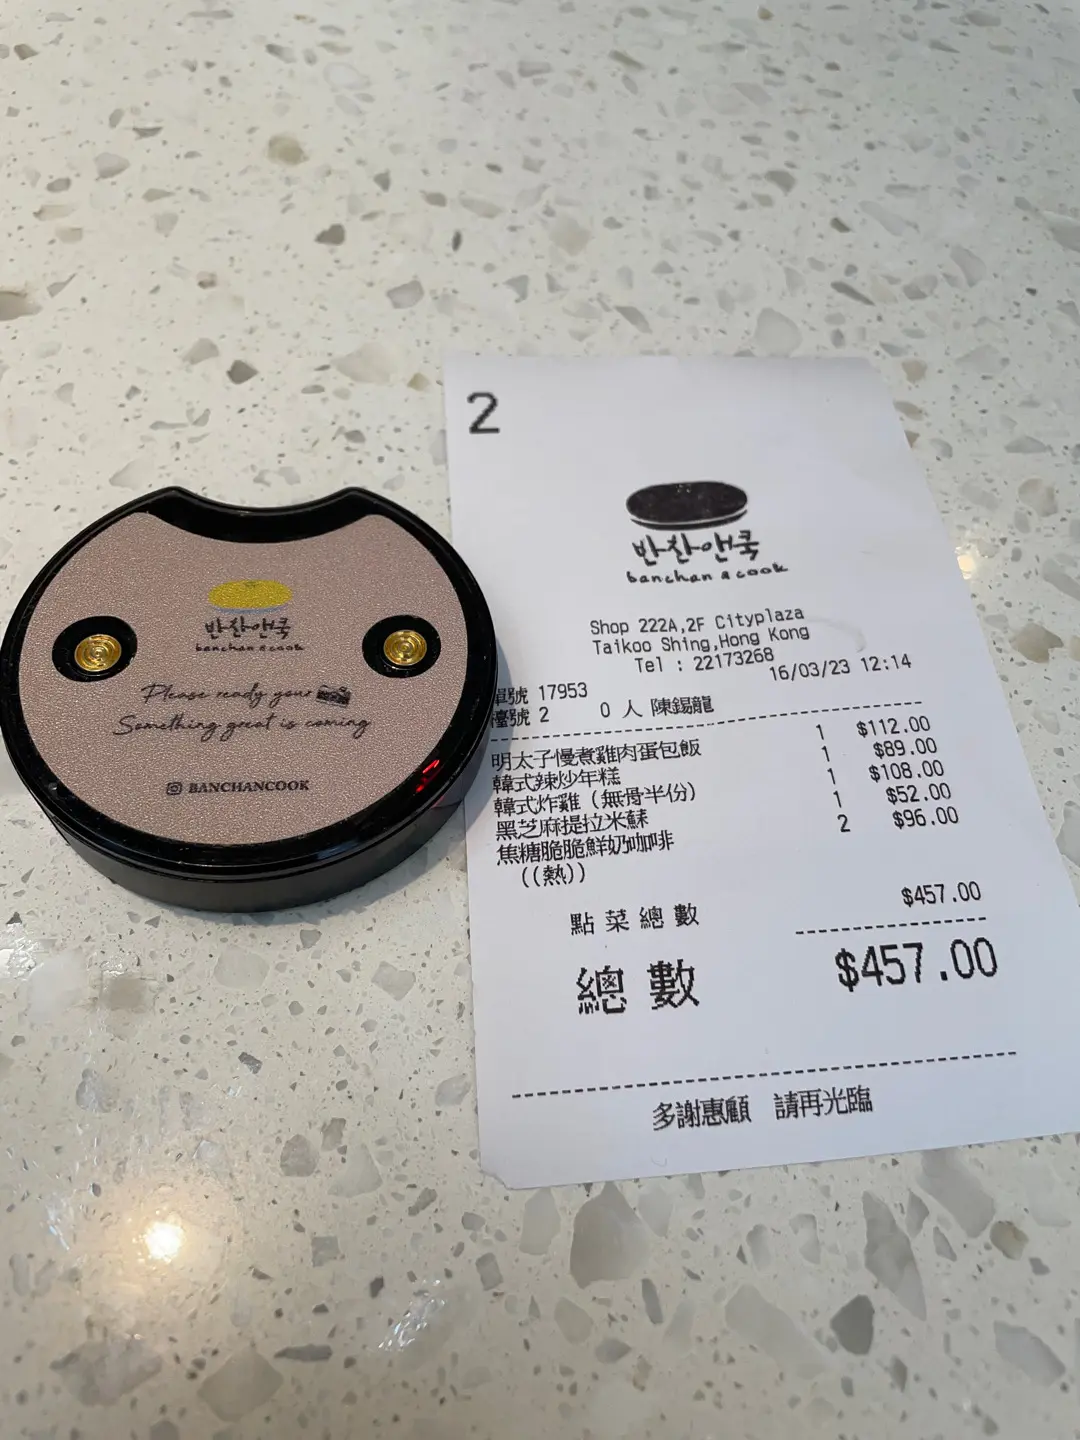 반찬앤쿡
banchan & cook
Please ready your
Something great is coming
BANCHANCOOK
2
반찬앤쿡
banchan & cook
Shop 222A,2F Cityplaza
Taikoo Shing,Hong Kong
Tel : 22173268
16/03/23 12:14
單號 17953
檯號 2 0 人 陳錫龍
明太子慢煮雞肉蛋包飯 1 $112.00
韓式辣炒年糕 1 $89.00
韓式炸雞 (無骨半份) 1 $108.00
黑芝麻提拉米蘇 1 $52.00
焦糖脆脆鮮奶咖啡 2 $96.00
((熱))
點菜總數 $457.00
總數 $457.00
多謝惠顧 請再光臨